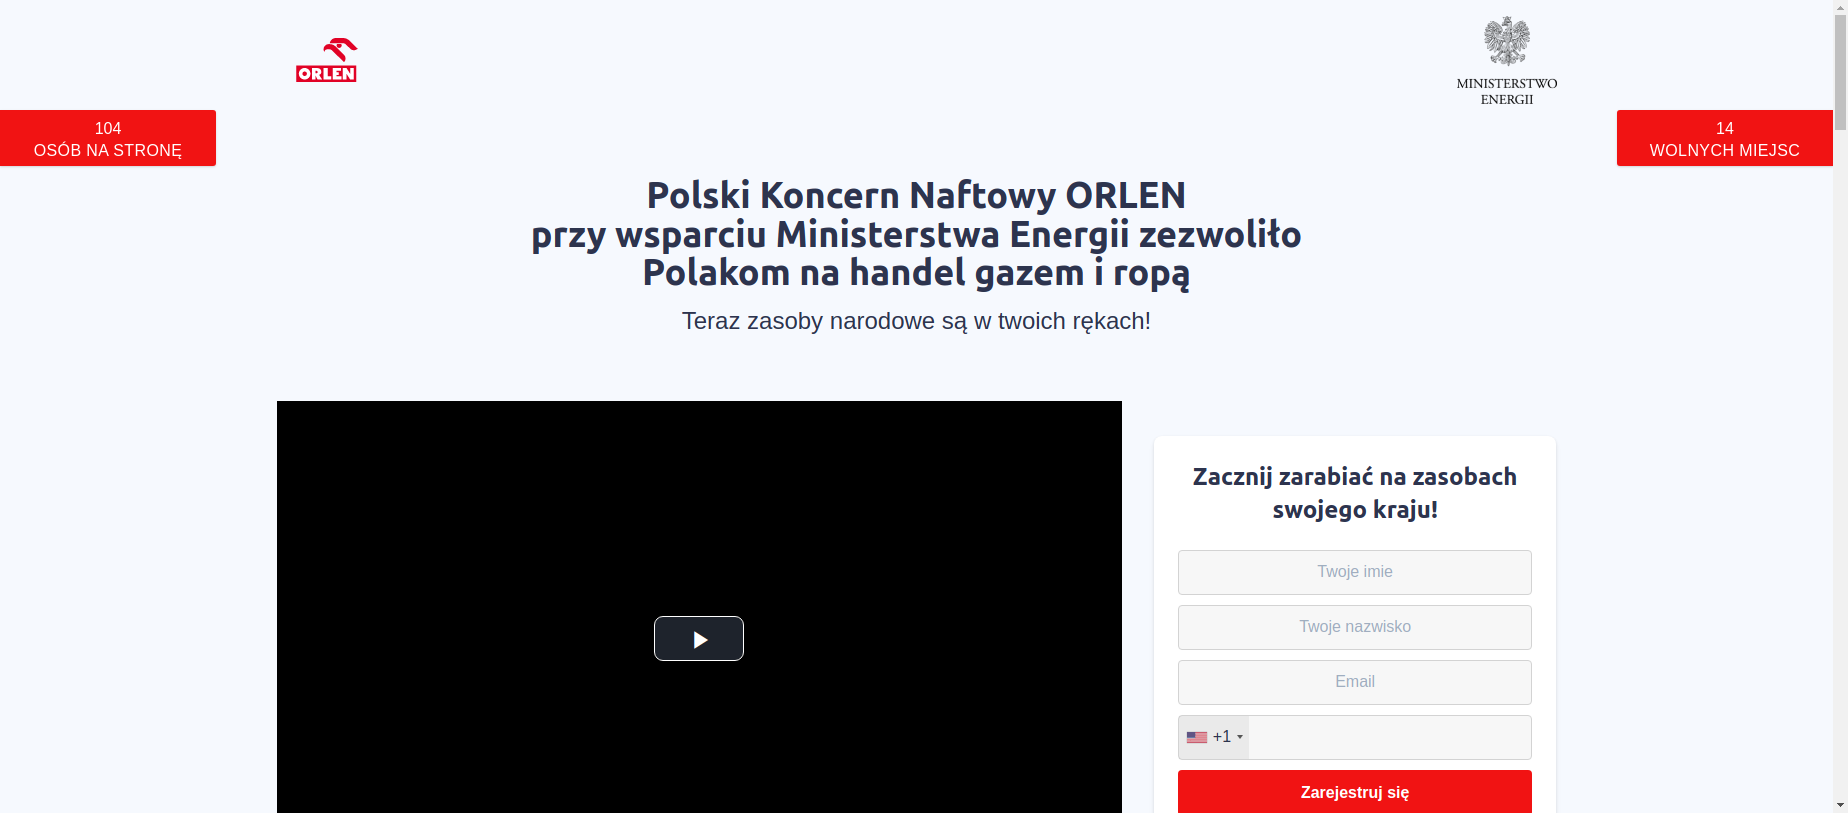 ORLEN
MINISTERSTWO
ENERGII
104
OSÓB NA STRONĘ
14
WOLNYCH MIEJSC
Polski Koncern Naftowy ORLEN
przy wsparciu Ministerstwa Energii zezwoliło
Polakom na handel gazem i ropą
Teraz zasoby narodowe są w twoich rękach!
Zacznij zarabiać na zasobach
swojego kraju!
Twoje imie
Twoje nazwisko
Email
+1
Zarejestruj się